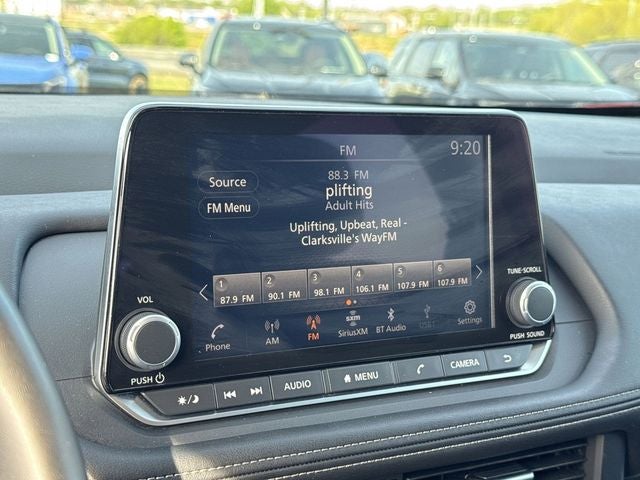 FM
9:20
Source
88.3 FM
plifting
FM Menu
Adult Hits
Uplifting, Upbeat, Real -
Clarksville's WayFM
1 2 3 4 5 6
87.9 FM 90.1 FM 98.1 FM 106.1 FM 107.9 FM 107.9 FM
Phone AM FM sxm SiriusXM BT Audio USB Settings
VOL
PUSH
TUNE·SCROLL
PUSH SOUND
AUDIO MENU CAMERA